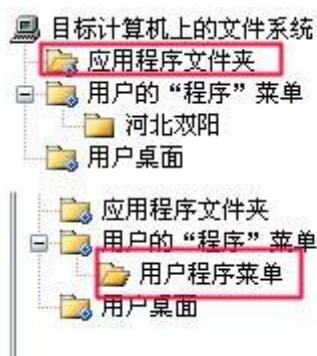 目标计算机上的文件系统
应用程序文件夹
用户的“程序”菜单
河北双阳
用户桌面
应用程序文件夹
用户的“程序”菜单
用户程序菜单
用户桌面